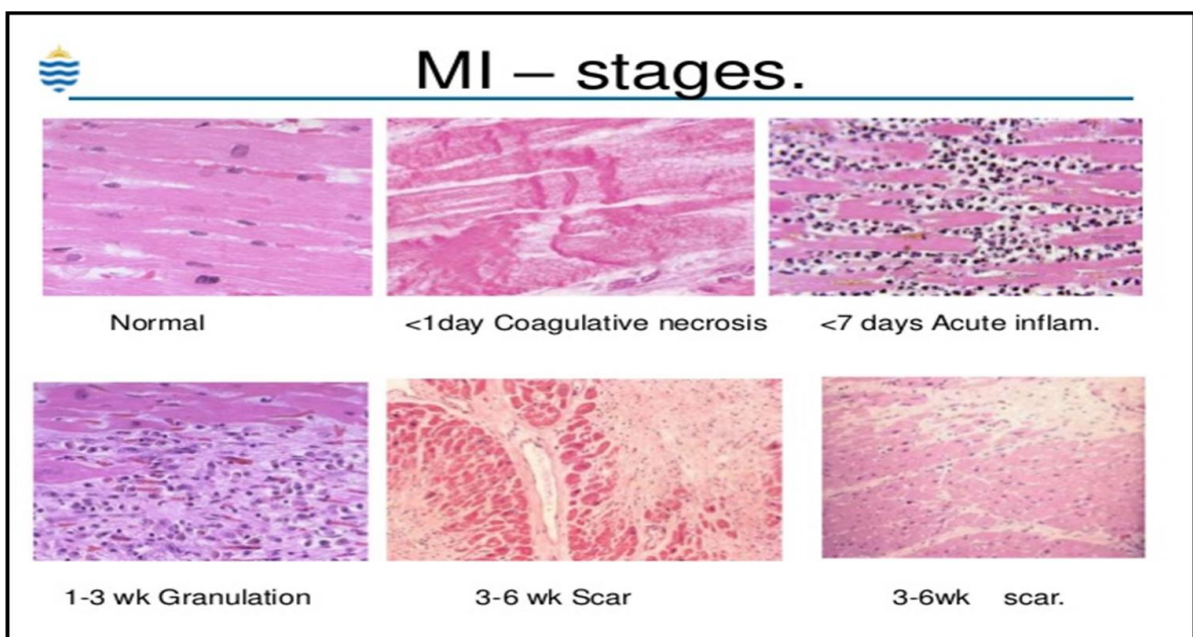 MI – stages.
Normal
<1day Coagulative necrosis
<7 days Acute inflam.
1-3 wk Granulation
3-6 wk Scar
3-6wk scar.